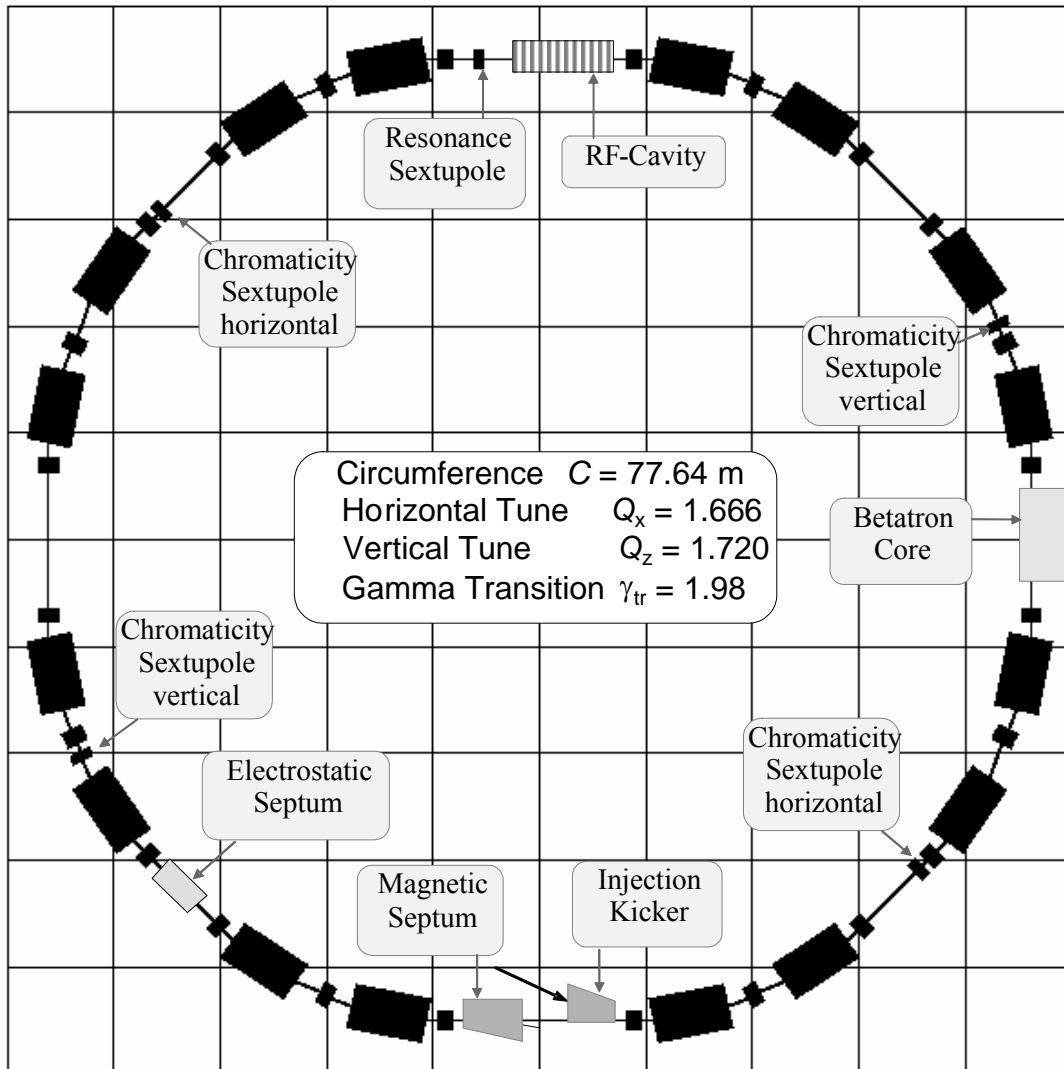 Resonance
Sextupole
RF-Cavity
Chromaticity
Sextupole
horizontal
Chromaticity
Sextupole
vertical
Circumference C = 77.64 m
Horizontal Tune Qx = 1.666
Vertical Tune Qz = 1.720
Gamma Transition γtr = 1.98
Betatron
Core
Chromaticity
Sextupole
vertical
Electrostatic
Septum
Chromaticity
Sextupole
horizontal
Magnetic
Septum
Injection
Kicker